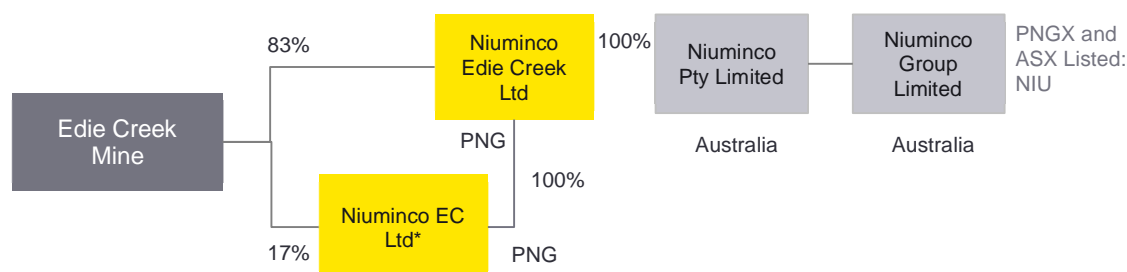 83%
Niuminco
Edie Creek
Ltd
100%
Niuminco
Pty Limited
Niuminco
Group
Limited
PNGX and
ASX Listed:
NIU
Edie Creek
Mine
PNG
Australia
Australia
100%
Niuminco EC
Ltd*
17%
PNG